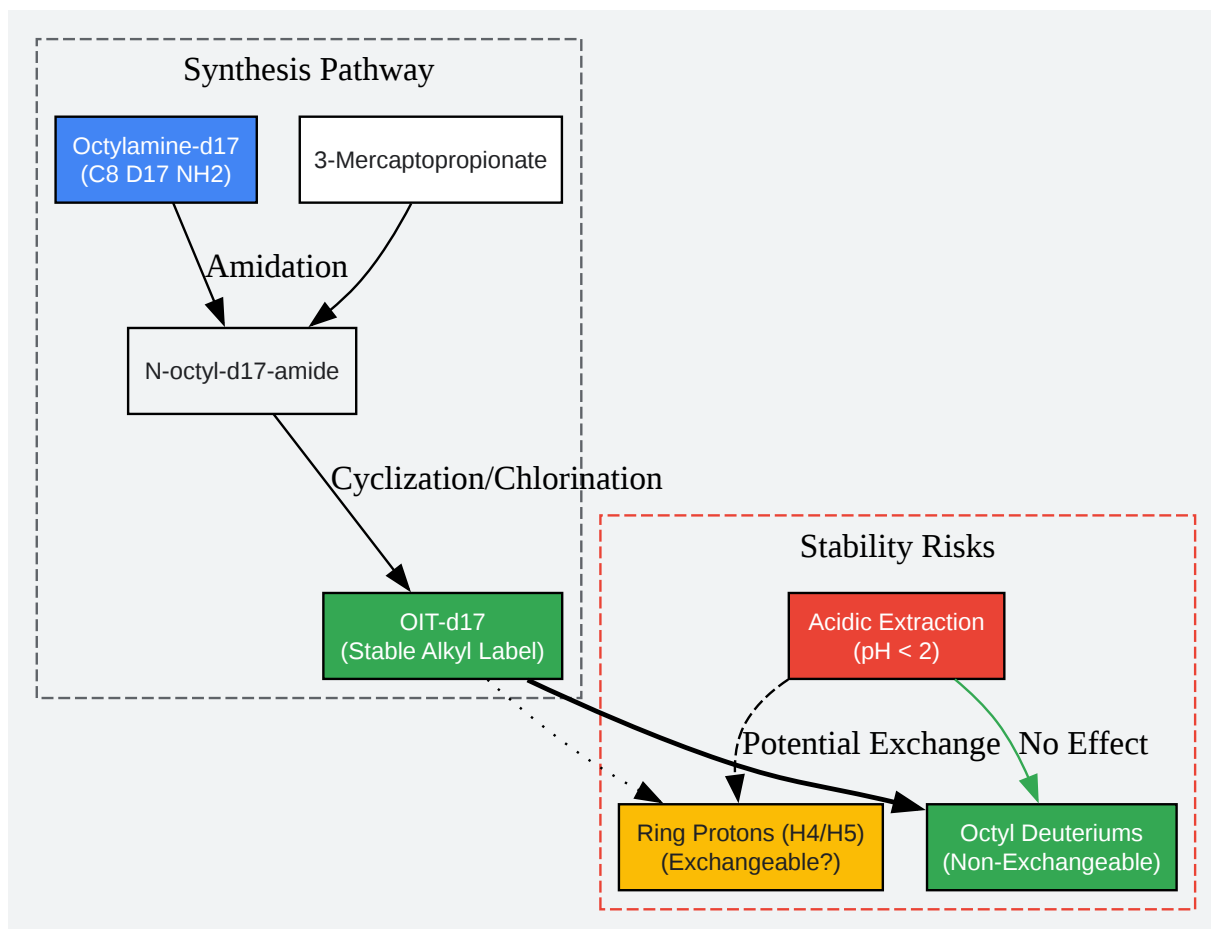 Synthesis Pathway
Octylamine-d17
(C8 D17 NH2)
3-Mercaptopropionate
Amidation
N-octyl-d17-amide
Cyclization/Chlorination
OIT-d17
(Stable Alkyl Label)
Stability Risks
Acidic Extraction
(pH < 2)
Potential Exchange
No Effect
Ring Protons (H4/H5)
(Exchangeable?)
Octyl Deuteriums
(Non-Exchangeable)